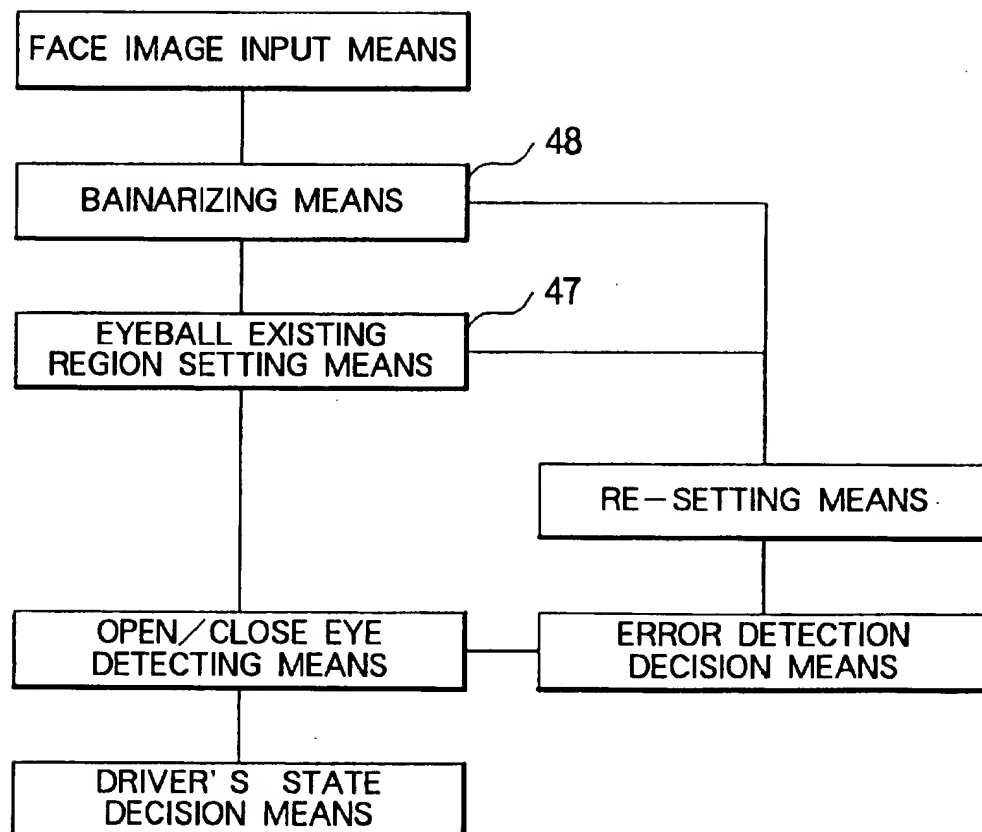 FACE IMAGE INPUT MEANS
48
BAINARIZING MEANS
47
EYEBALL EXISTING
REGION SETTING MEANS
RE-SETTING MEANS
OPEN/CLOSE EYE
DETECTING MEANS
ERROR DETECTION
DECISION MEANS
DRIVER'S STATE
DECISION MEANS